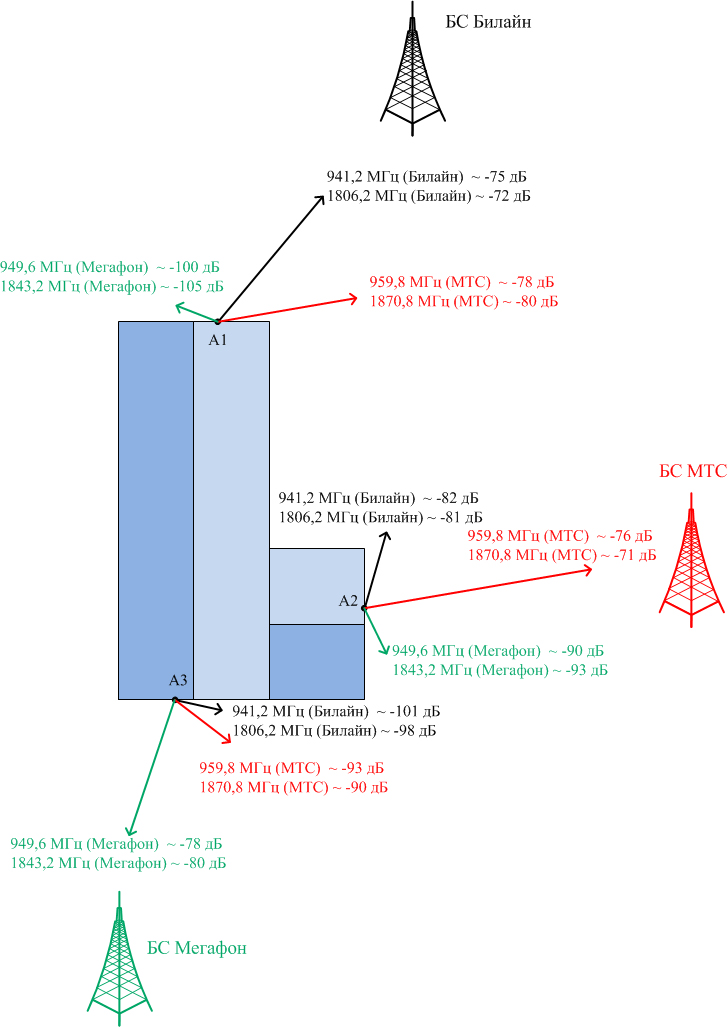 БС Билайн
941,2 МГц (Билайн) ~ -75 дБ
1806,2 МГц (Билайн) ~ -72 дБ
949,6 МГц (Мегафон) ~ -100 дБ
1843,2 МГц (Мегафон) ~ -105 дБ
959,8 МГц (МТС) ~ -78 дБ
1870,8 МГц (МТС) ~ -80 дБ
А1
БС МТС
941,2 МГц (Билайн) ~ -82 дБ
1806,2 МГц (Билайн) ~ -81 дБ
959,8 МГц (МТС) ~ -76 дБ
1870,8 МГц (МТС) ~ -71 дБ
А2
949,6 МГц (Мегафон) ~ -90 дБ
1843,2 МГц (Мегафон) ~ -93 дБ
А3
941,2 МГц (Билайн) ~ -101 дБ
1806,2 МГц (Билайн) ~ -98 дБ
959,8 МГц (МТС) ~ -93 дБ
1870,8 МГц (МТС) ~ -90 дБ
949,6 МГц (Мегафон) ~ -78 дБ
1843,2 МГц (Мегафон) ~ -80 дБ
БС Мегафон